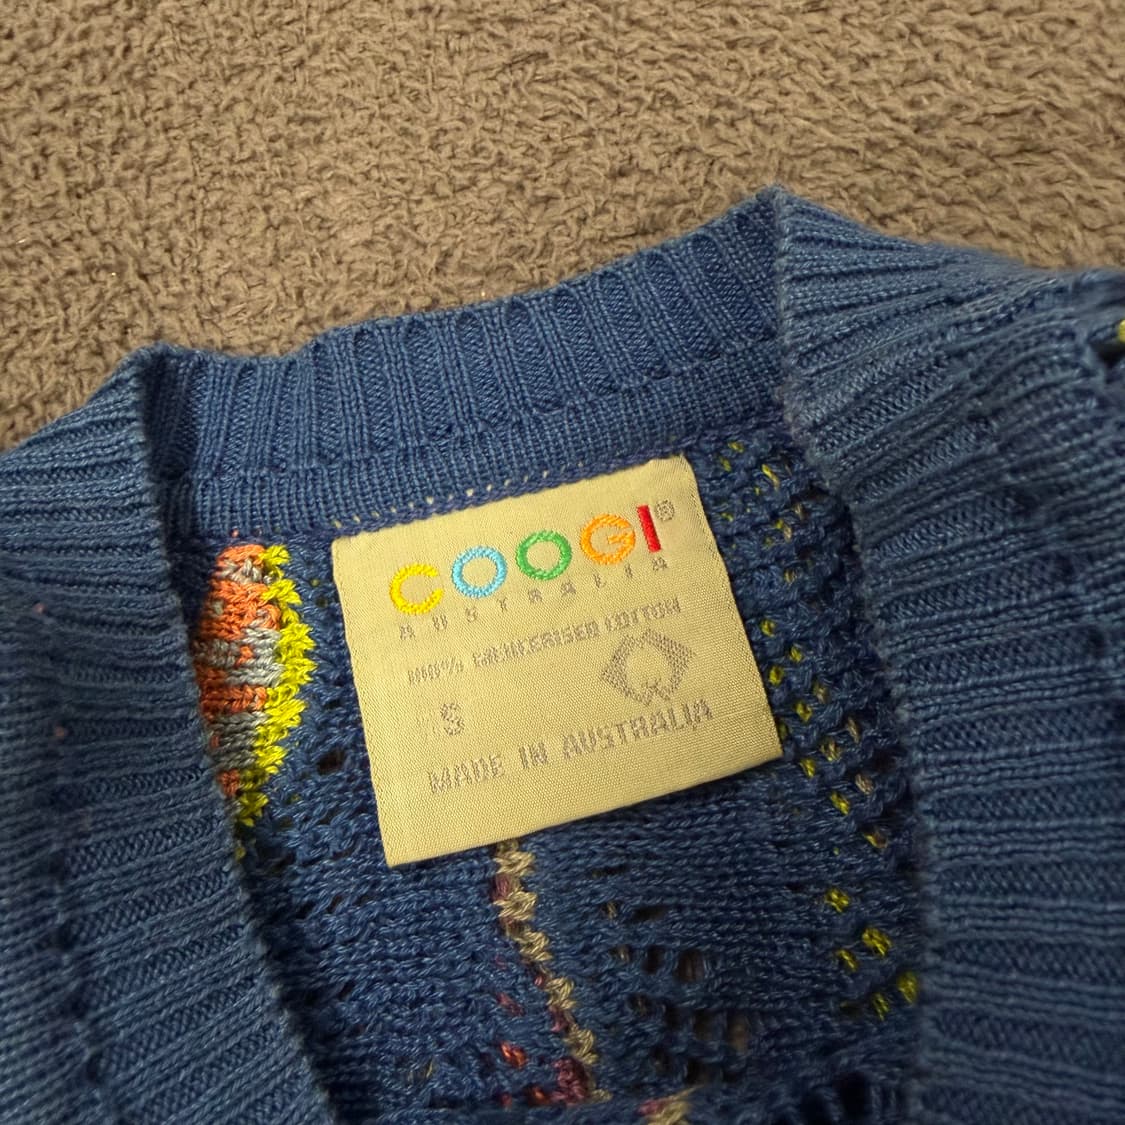 COOGI®
AUSTRALIA
100% MERCERISED COTTON
S
MADE IN AUSTRALIA